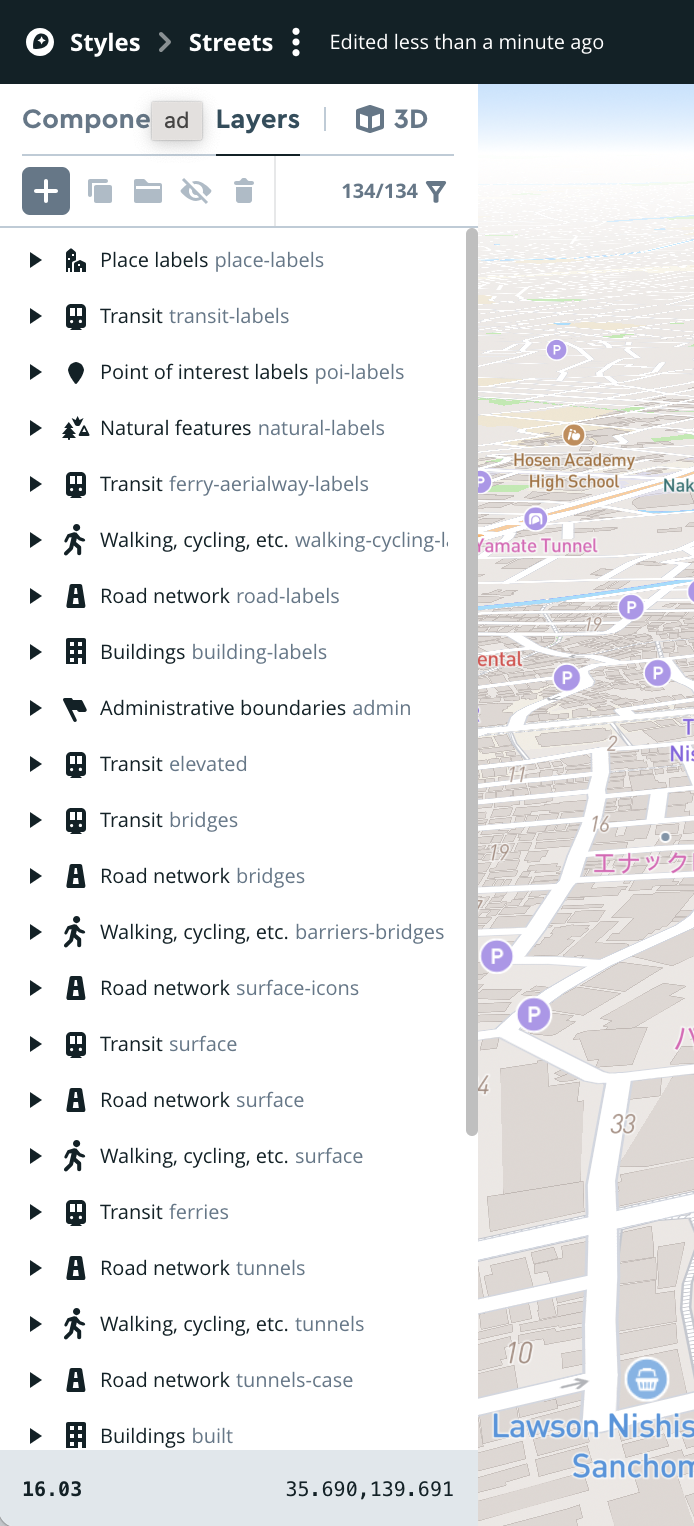 Styles > Streets Edited less than a minute ago
Compone ad Layers 3D
134/134
Place labels place-labels
Transit transit-labels
Point of interest labels poi-labels
Natural features natural-labels
Transit ferry-aerialway-labels
Walking, cycling, etc. walking-cycling-la
Road network road-labels
Buildings building-labels
Administrative boundaries admin
Transit elevated
Transit bridges
Road network bridges
Walking, cycling, etc. barriers-bridges
Road network surface-icons
Transit surface
Road network surface
Walking, cycling, etc. surface
Transit ferries
Road network tunnels
Walking, cycling, etc. tunnels
Road network tunnels-case
Buildings built
16.03 35.690,139.691
P
Hosen Academy
High School
P
Nak
Yamate Tunnel
P
19
ental
P
P
T
Nis
2
11
16
19
エナック
P
P
4
33
10
Lawson Nishis
Sanchom